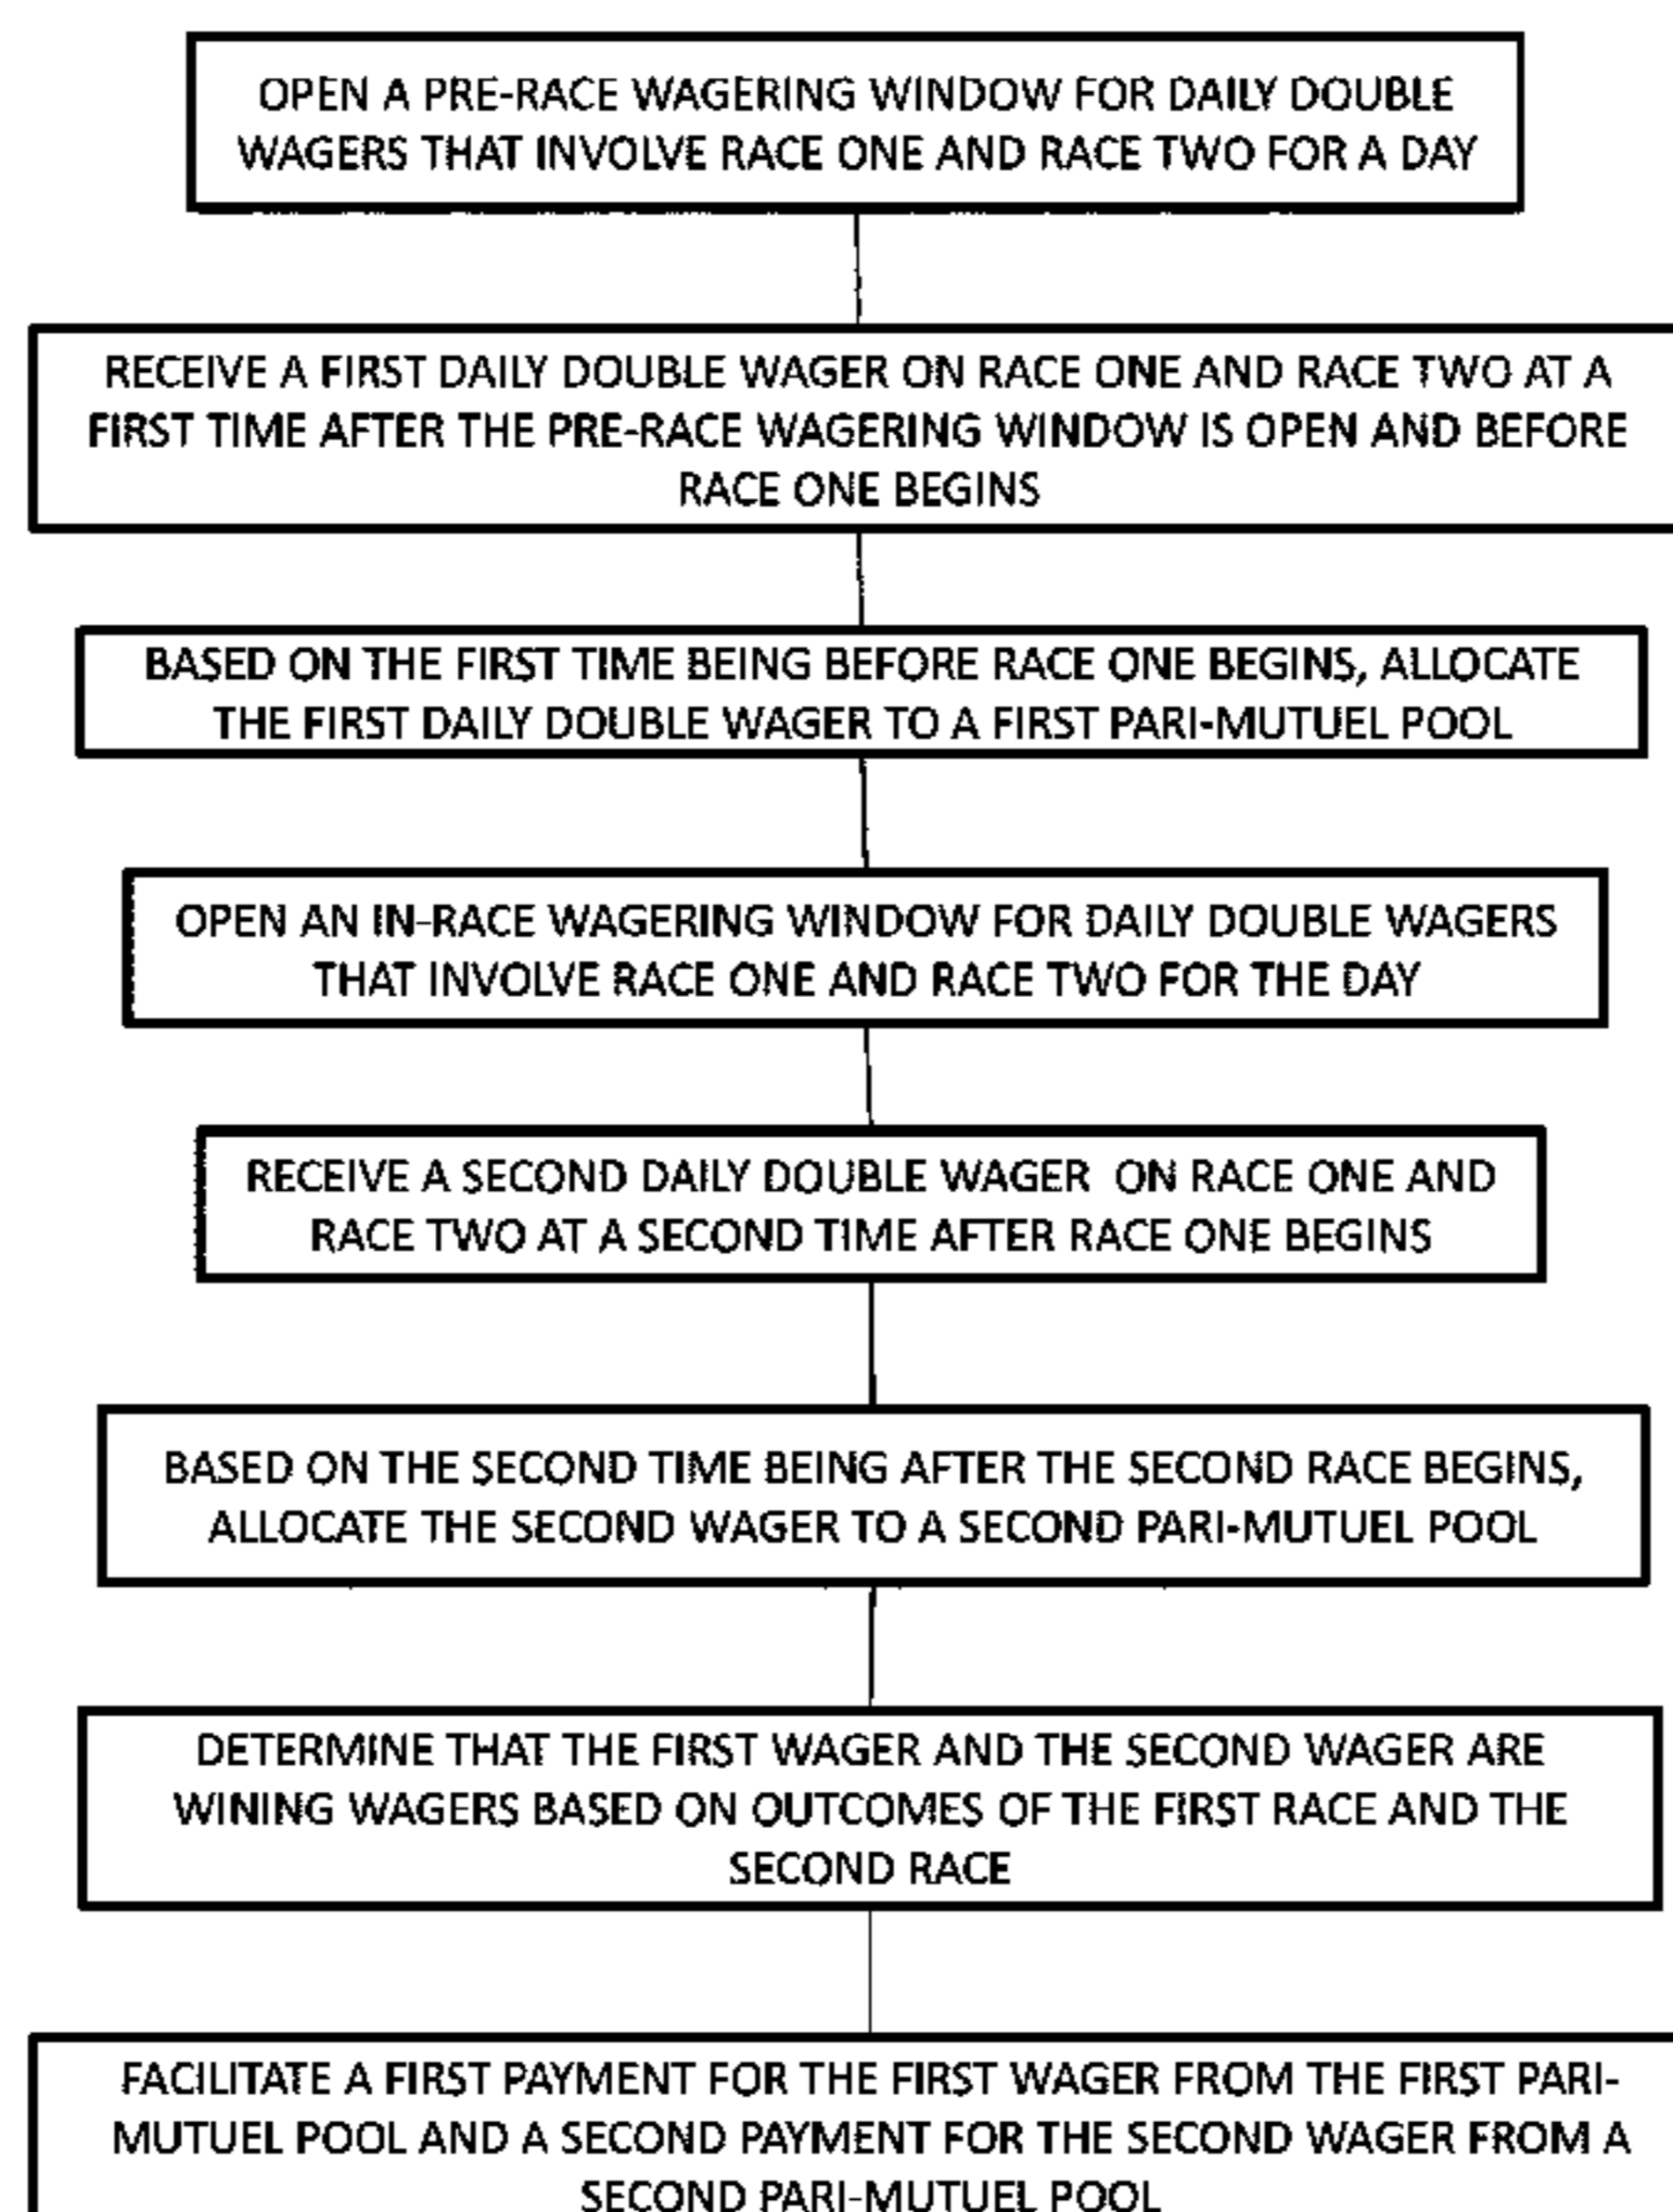 OPEN A PRE-RACE WAGERING WINDOW FOR DAILY DOUBLE
WAGERS THAT INVOLVE RACE ONE AND RACE TWO FOR A DAY
RECEIVE A FIRST DAILY DOUBLE WAGER ON RACE ONE AND RACE TWO AT A
FIRST TIME AFTER THE PRE-RACE WAGERING WINDOW IS OPEN AND BEFORE
RACE ONE BEGINS
BASED ON THE FIRST TIME BEING BEFORE RACE ONE BEGINS, ALLOCATE
THE FIRST DAILY DOUBLE WAGER TO A FIRST PARI-MUTUEL POOL
OPEN AN IN-RACE WAGERING WINDOW FOR DAILY DOUBLE WAGERS
THAT INVOLVE RACE ONE AND RACE TWO FOR THE DAY
RECEIVE A SECOND DAILY DOUBLE WAGER ON RACE ONE AND
RACE TWO AT A SECOND TIME AFTER RACE ONE BEGINS
BASED ON THE SECOND TIME BEING AFTER THE SECOND RACE BEGINS,
ALLOCATE THE SECOND WAGER TO A SECOND PARI-MUTUEL POOL
DETERMINE THAT THE FIRST WAGER AND THE SECOND WAGER ARE
WINING WAGERS BASED ON OUTCOMES OF THE FIRST RACE AND THE
SECOND RACE
FACILITATE A FIRST PAYMENT FOR THE FIRST WAGER FROM THE FIRST PARI-
MUTUEL POOL AND A SECOND PAYMENT FOR THE SECOND WAGER FROM A
SECOND PARI-MUTUEL POOL